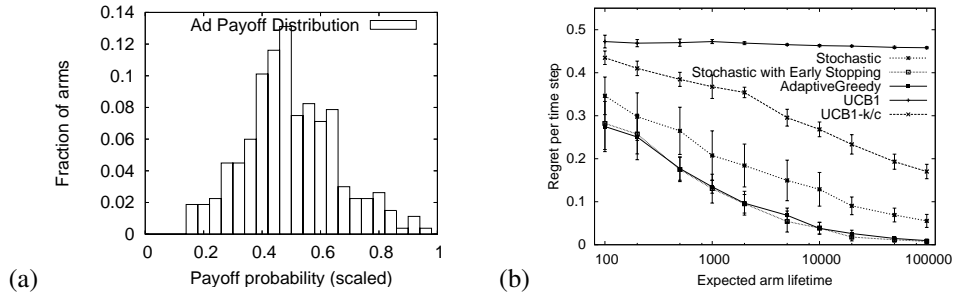 Ad Payoff Distribution
0.14
0.12
0.1
0.08
0.06
0.04
0.02
0
Fraction of arms
0 0.2 0.4 0.6 0.8 1
Payoff probability (scaled)
(a)
0.5
0.4
0.3
0.2
0.1
0
Regret per time step
Stochastic
Stochastic with Early Stopping
AdaptiveGreedy
UCB1
UCB1-k/c
100 1000 10000 100000
Expected arm lifetime
(b)